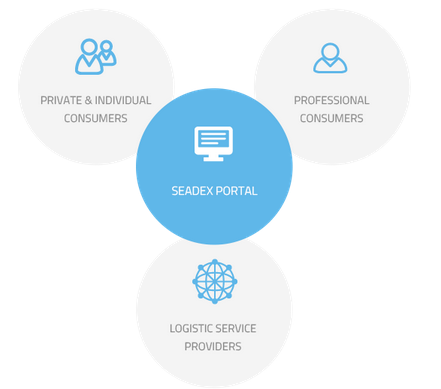 PRIVATE & INDIVIDUAL
CONSUMERS
PROFESSIONAL
CONSUMERS
SEADEX PORTAL
LOGISTIC SERVICE
PROVIDERS